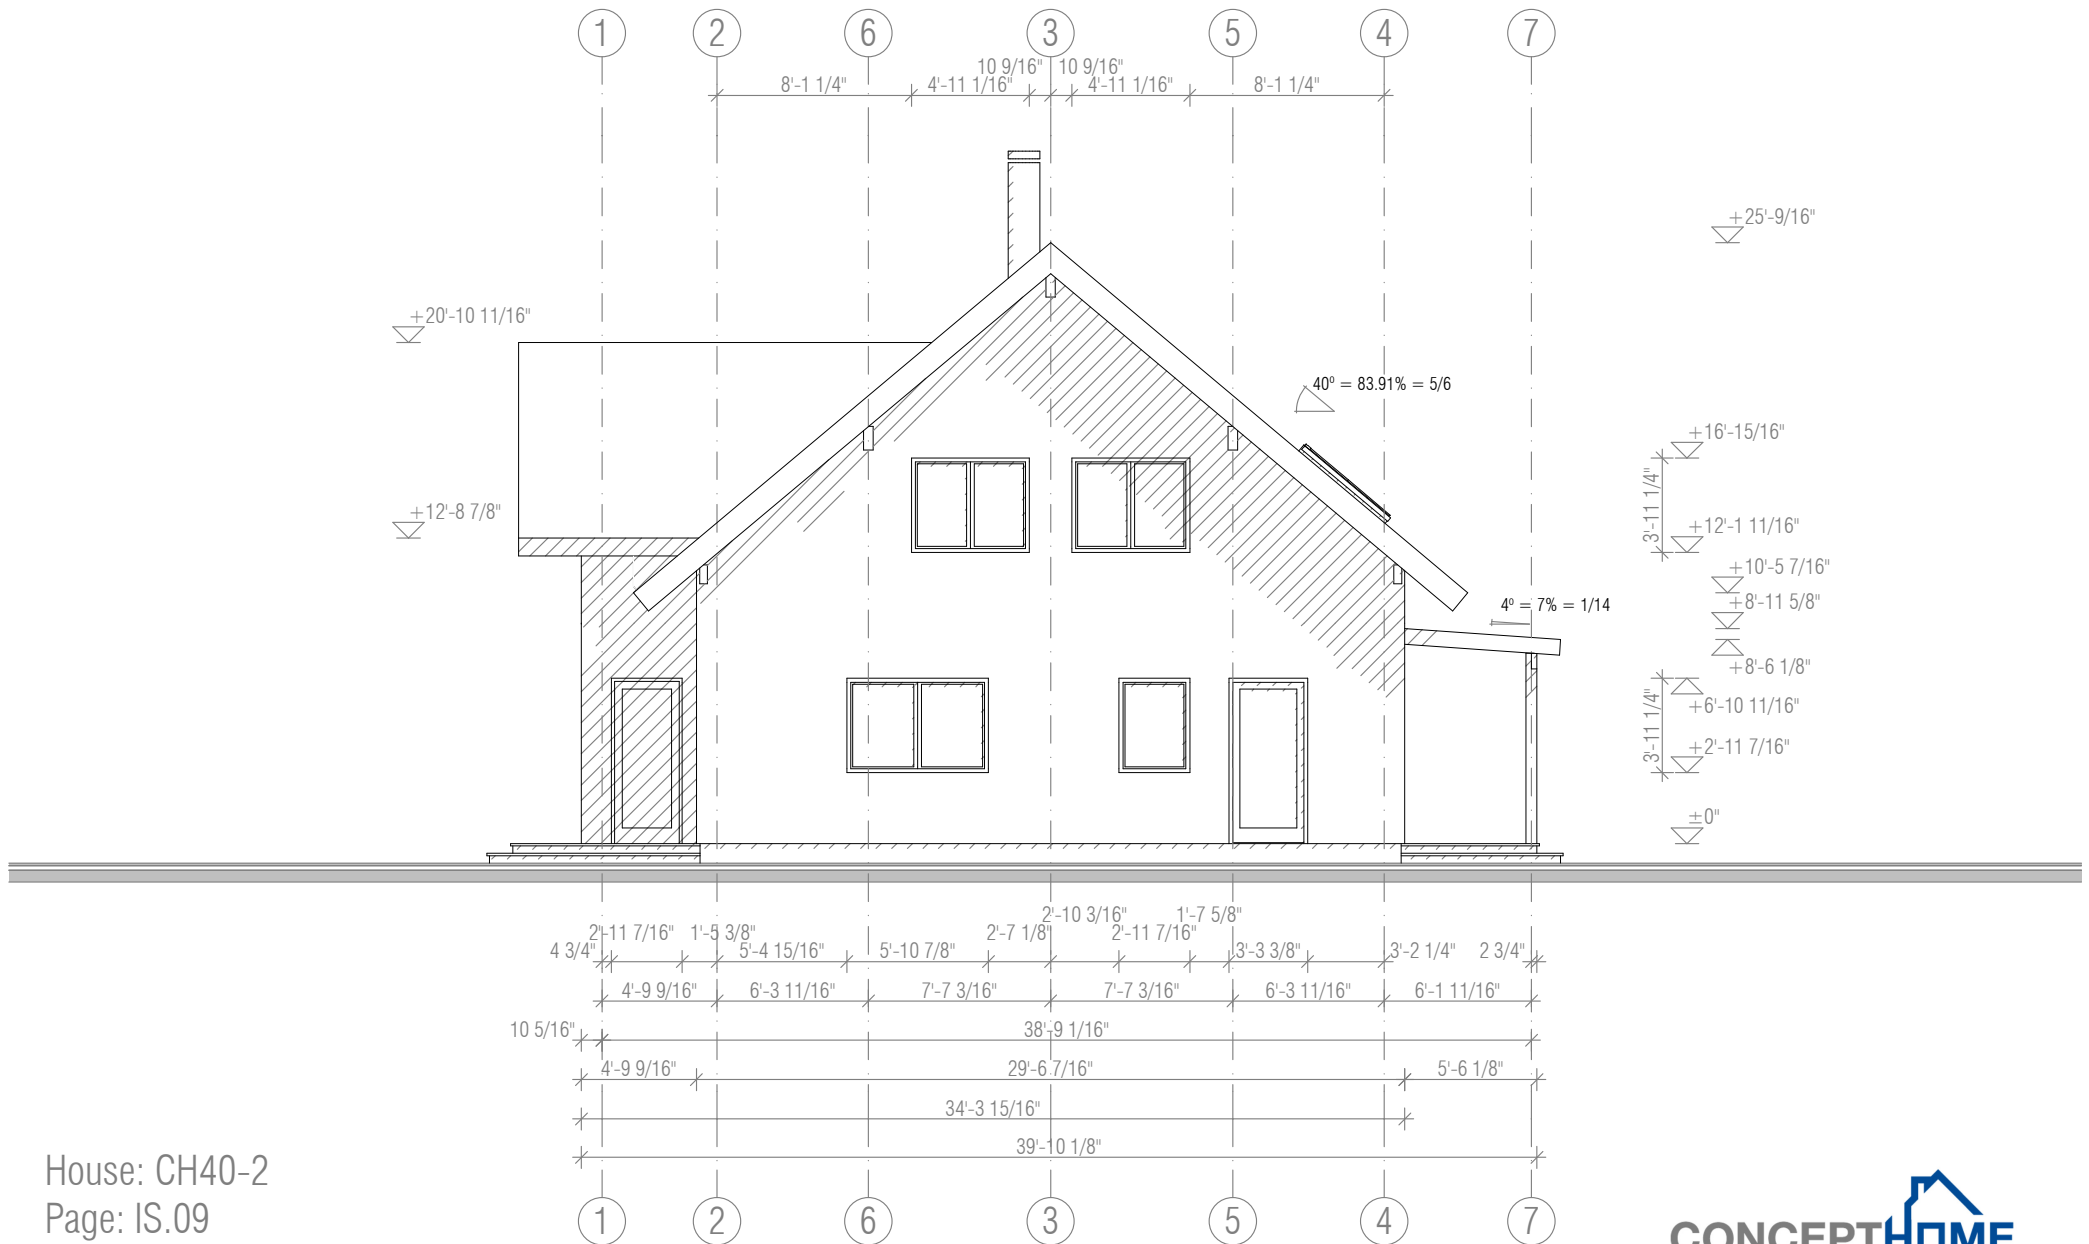 1 2 6 3 5 4 7
10 9/16" 10 9/16"
8'-1 1/4" 4'-11 1/16" 4'-11 1/16" 8'-1 1/4"
+25'-9/16"
+20'-10 11/16"
40º = 83.91% = 5/6
+16'-15/16"
3'-11 1/4"
+12'-8 7/8"
+12'-1 11/16"
+10'-5 7/16"
+8'-11 5/8"
4º = 7% = 1/14
+8'-6 1/8"
3'-11 1/4"
+6'-10 11/16"
+2'-11 7/16"
±0"
2'-10 3/16" 1'-7 5/8"
2'-11 7/16" 1'-5 3/8" 2'-7 1/8" 2'-11 7/16"
4 3/4" 5'-4 15/16" 5'-10 7/8" 3'-3 3/8" 3'-2 1/4" 2 3/4"
4'-9 9/16" 6'-3 11/16" 7'-7 3/16" 7'-7 3/16" 6'-3 11/16" 6'-1 11/16"
10 5/16" 38'-9 1/16"
4'-9 9/16" 29'-6 7/16" 5'-6 1/8"
34'-3 15/16"
39'-10 1/8"
House: CH40-2
Page: IS.09
1 2 6 3 5 4 7
CONCEPTHOME